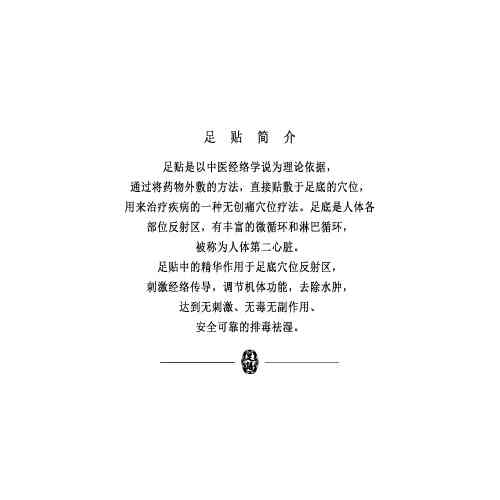 足贴简介
足贴是以中医经络学说为理论依据，
通过将药物外敷的方法，直接贴敷于足底的穴位，
用来治疗疾病的一种无创痛穴位疗法。足底是人体各
部位反射区，有丰富的微循环和淋巴循环，
被称为人体第二心脏。
足贴中的精华作用于足底穴位反射区，
刺激经络传导，调节机体功能，去除水肿，
达到无刺激、无毒无副作用、
安全可靠的排毒祛湿。